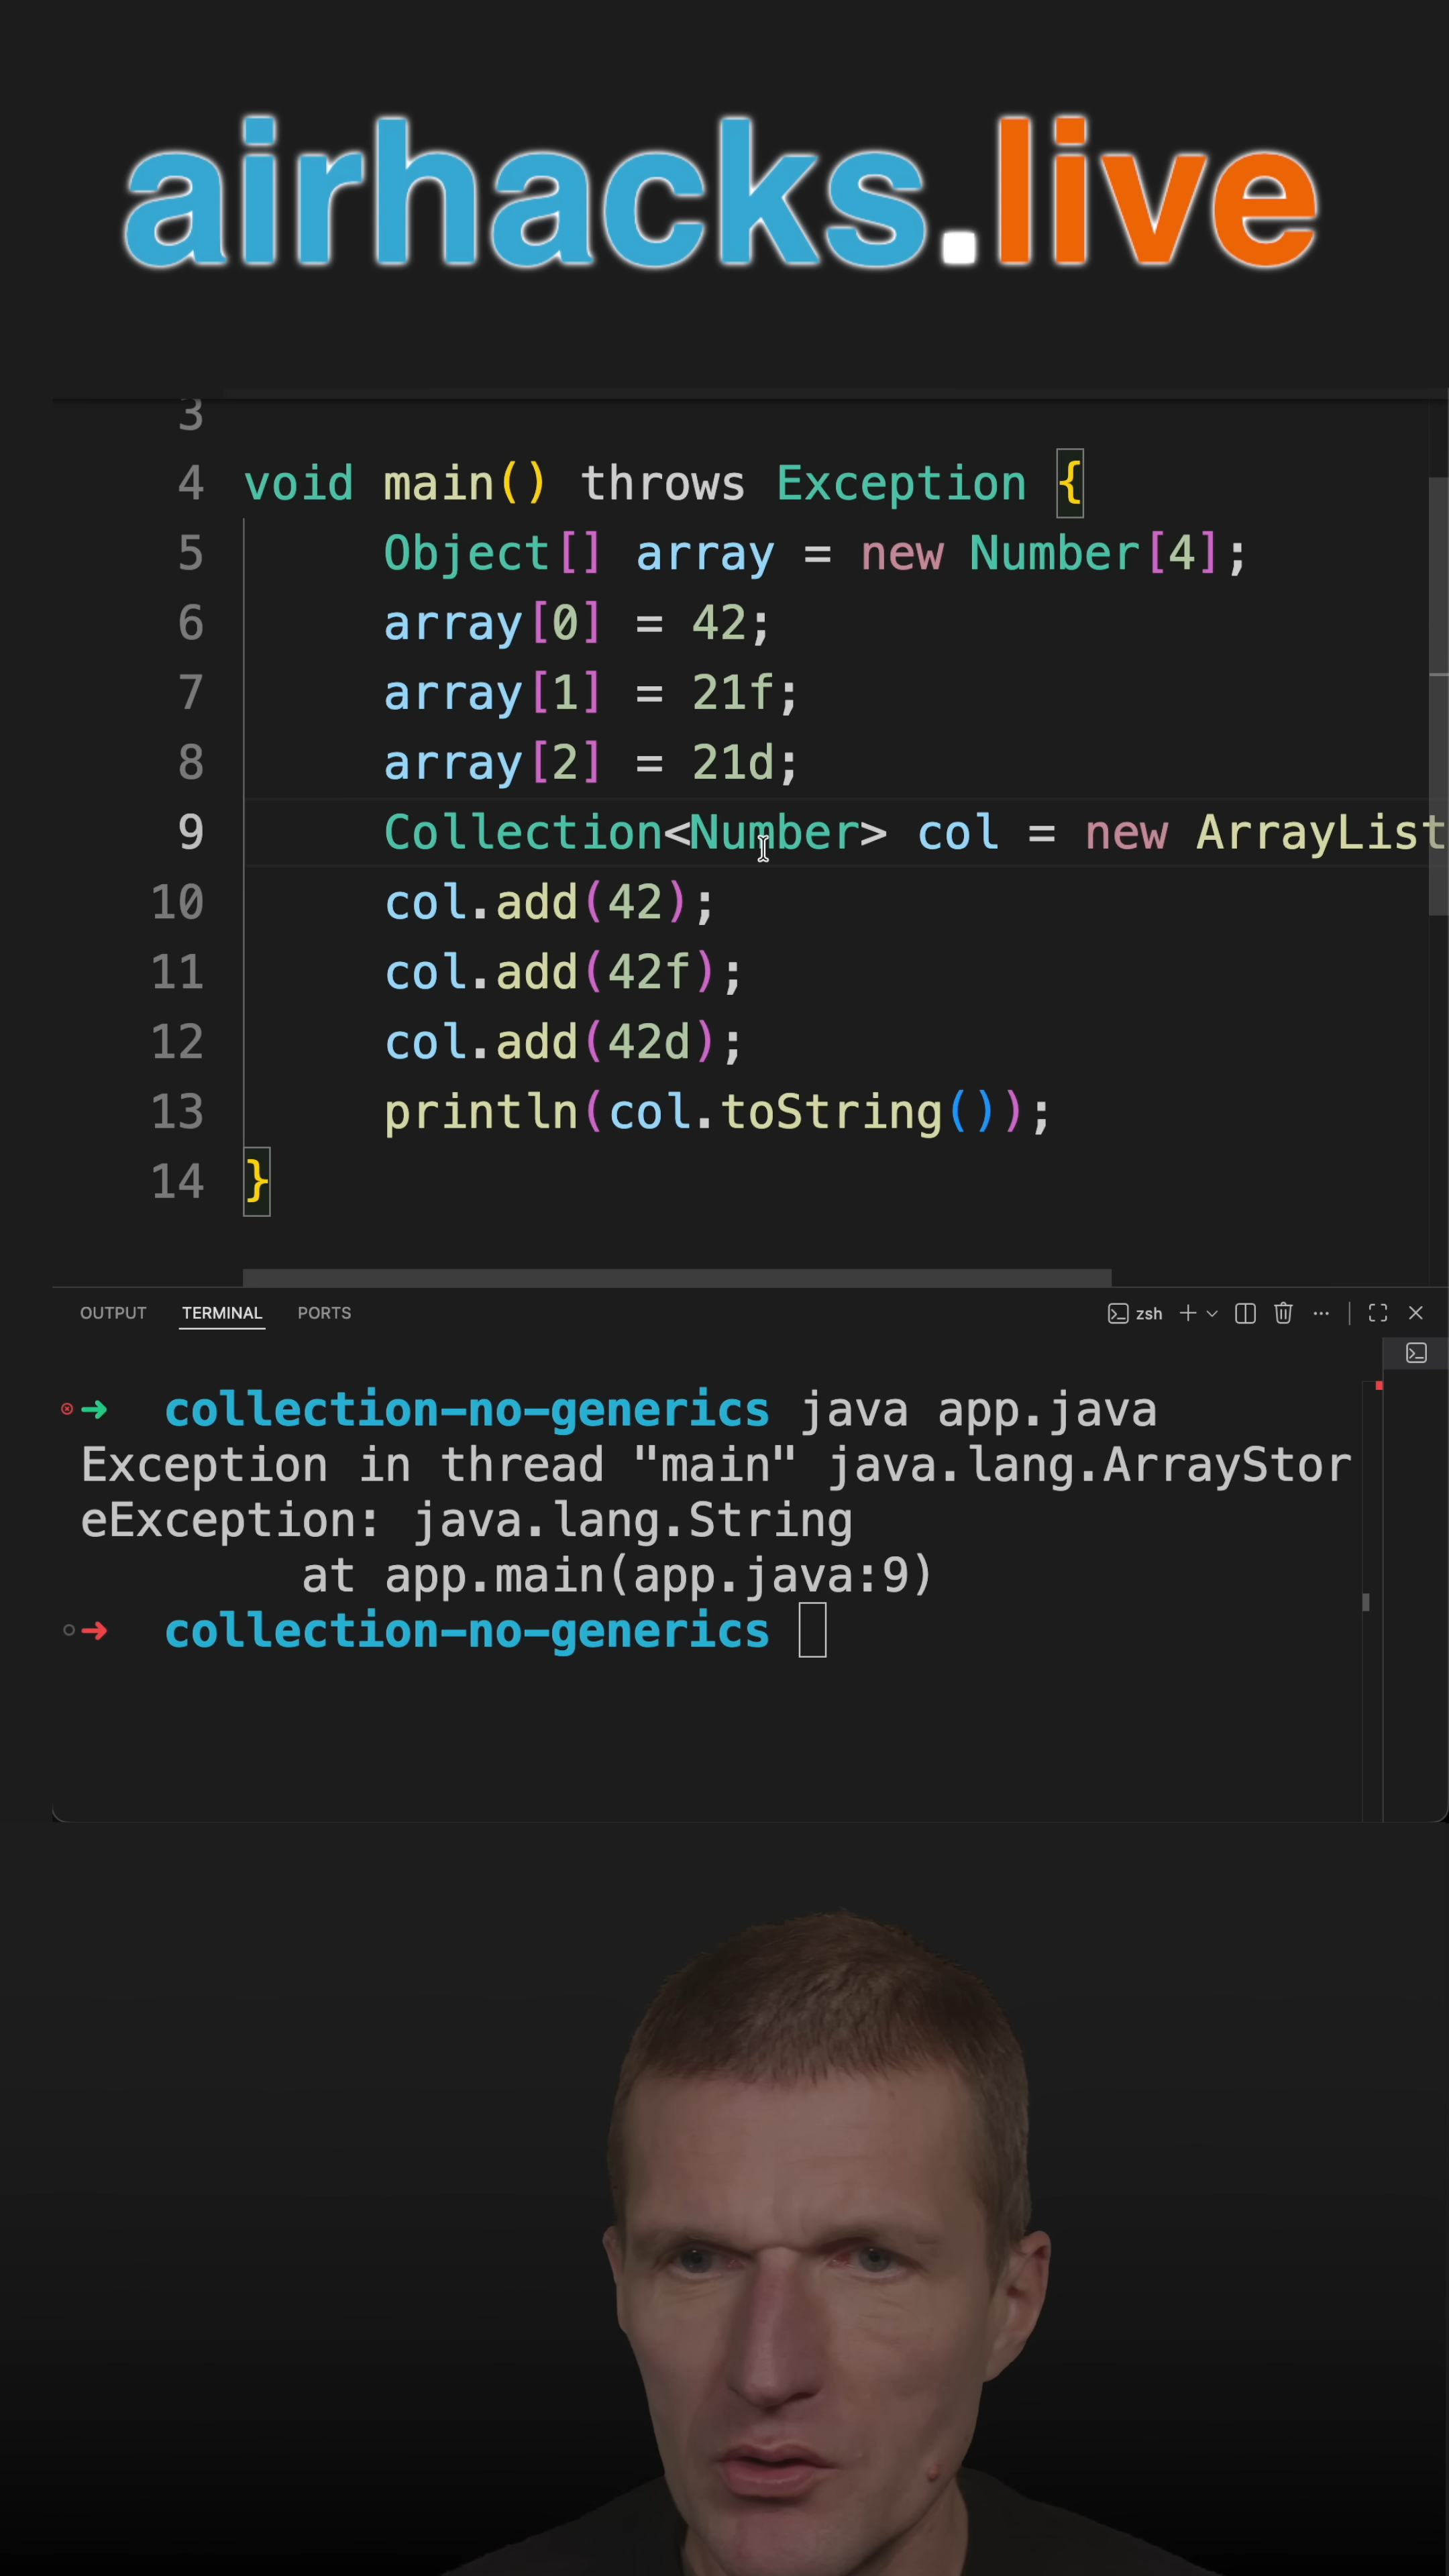 airhacks.live
3
4 void main() throws Exception {
5 Object[] array = new Number[4];
6 array[0] = 42;
7 array[1] = 21f;
8 array[2] = 21d;
9 Collection<Number> col = new ArrayList
10 col.add(42);
11 col.add(42f);
12 col.add(42d);
13 println(col.toString());
14 }
OUTPUT TERMINAL PORTS zsh
collection-no-generics java app.java
Exception in thread "main" java.lang.ArrayStor
eException: java.lang.String
at app.main(app.java:9)
collection-no-generics